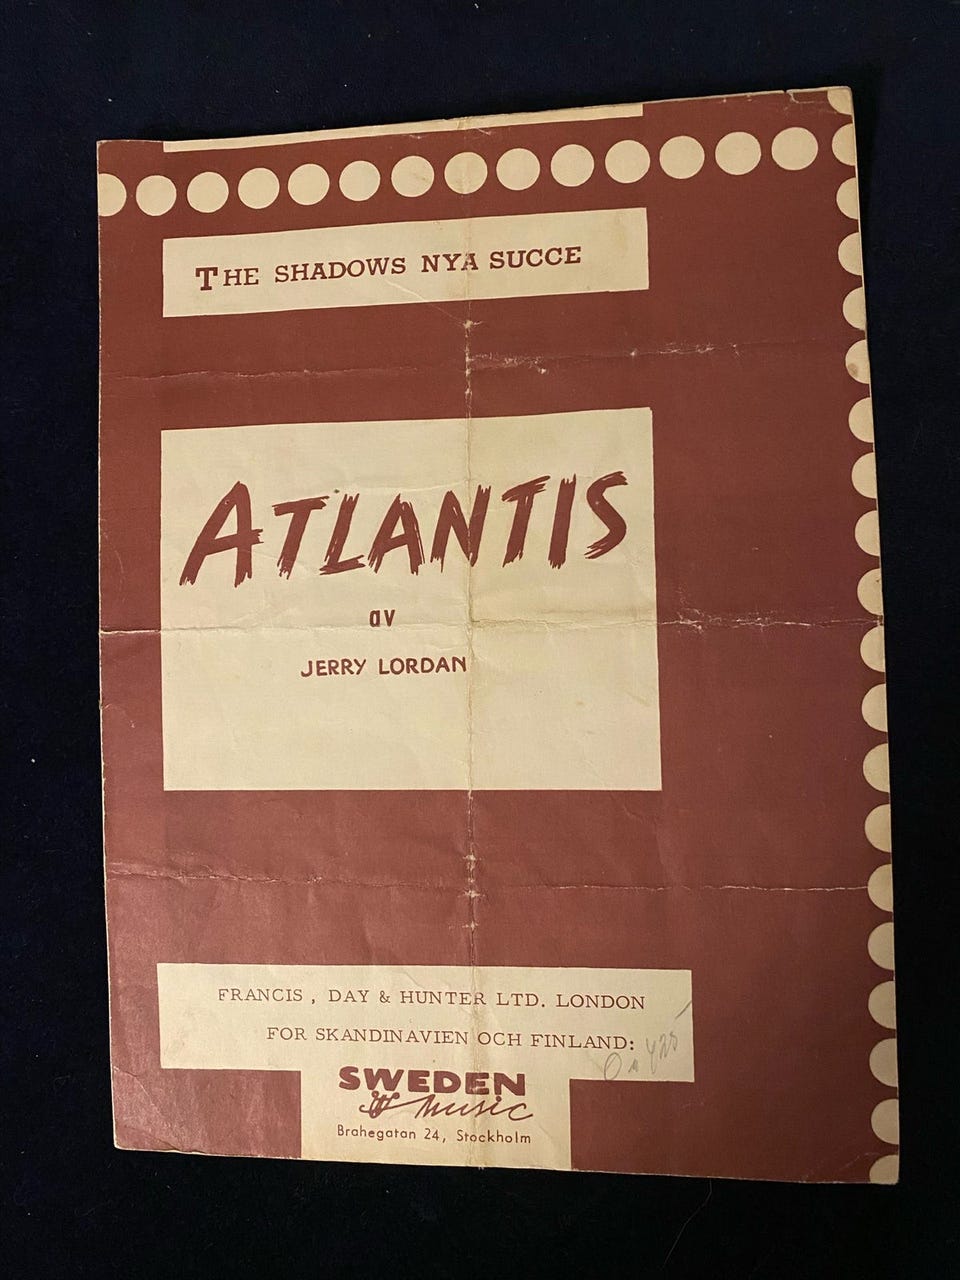 THE SHADOWS NYA SUCCE
ATLANTIS
av
JERRY LORDAN
FRANCIS, DAY & HUNTER LTD. LONDON
FOR SKANDINAVIEN OCH FINLAND:
SWEDEN
music
Brahegatan 24, Stockholm